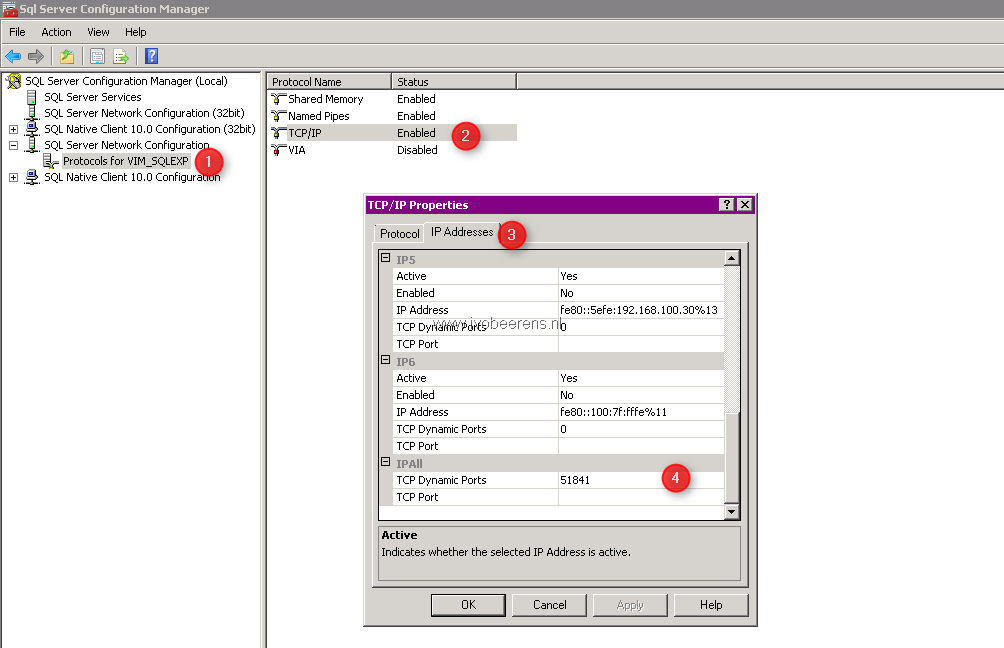 Sql Server Configuration Manager
File Action View Help
SQL Server Configuration Manager (Local)
SQL Server Services
SQL Server Network Configuration (32bit)
SQL Native Client 10.0 Configuration (32bit)
SQL Server Network Configuration
Protocols for VIM_SQLEXP 1
SQL Native Client 10.0 Configuration
Protocol Name Status
Shared Memory Enabled
Named Pipes Enabled
TCP/IP Enabled 2
VIA Disabled
TCP/IP Properties
Protocol IP Addresses 3
IP5
Active Yes
Enabled No
IP Address fe80::5efe:192.168.100.30%13
www.ivobeerens.nl
TCP Dynamic Ports 0
TCP Port
IP6
Active Yes
Enabled No
IP Address fe80::100:7f:fffe%11
TCP Dynamic Ports 0
TCP Port
IPAll
TCP Dynamic Ports 51841 4
TCP Port
Active
Indicates whether the selected IP Address is active.
OK Cancel Apply Help